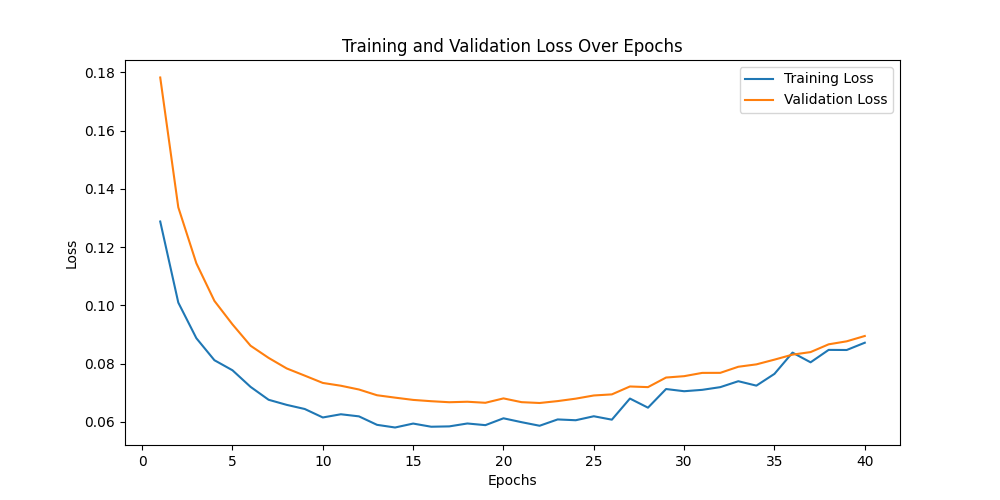 Training and Validation Loss Over Epochs
Training Loss
Validation Loss
0.18
0.16
0.14
0.12
0.10
0.08
0.06
Loss
0 5 10 15 20 25 30 35 40
Epochs